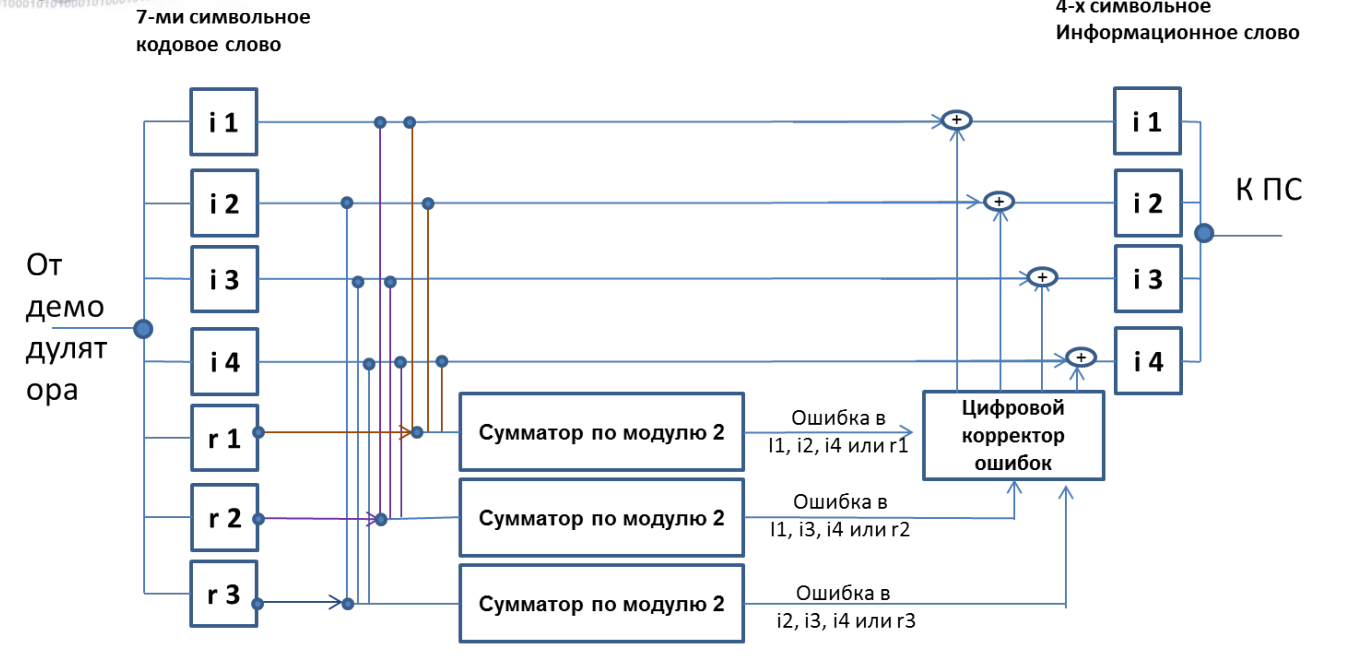 7-ми символьное
кодовое слово
4-х символьное
Информационное слово
i 1
i 1
i 2
i 2
К ПС
От
демо
дулят
ора
i 3
i 3
i 4
i 4
r 1
Сумматор по модулю 2
Ошибка в
I1, i2, i4 или r1
Цифровой
корректор
ошибок
r 2
Сумматор по модулю 2
Ошибка в
I1, i3, i4 или r2
r 3
Сумматор по модулю 2
Ошибка в
i2, i3, i4 или r3
+
+
+
+